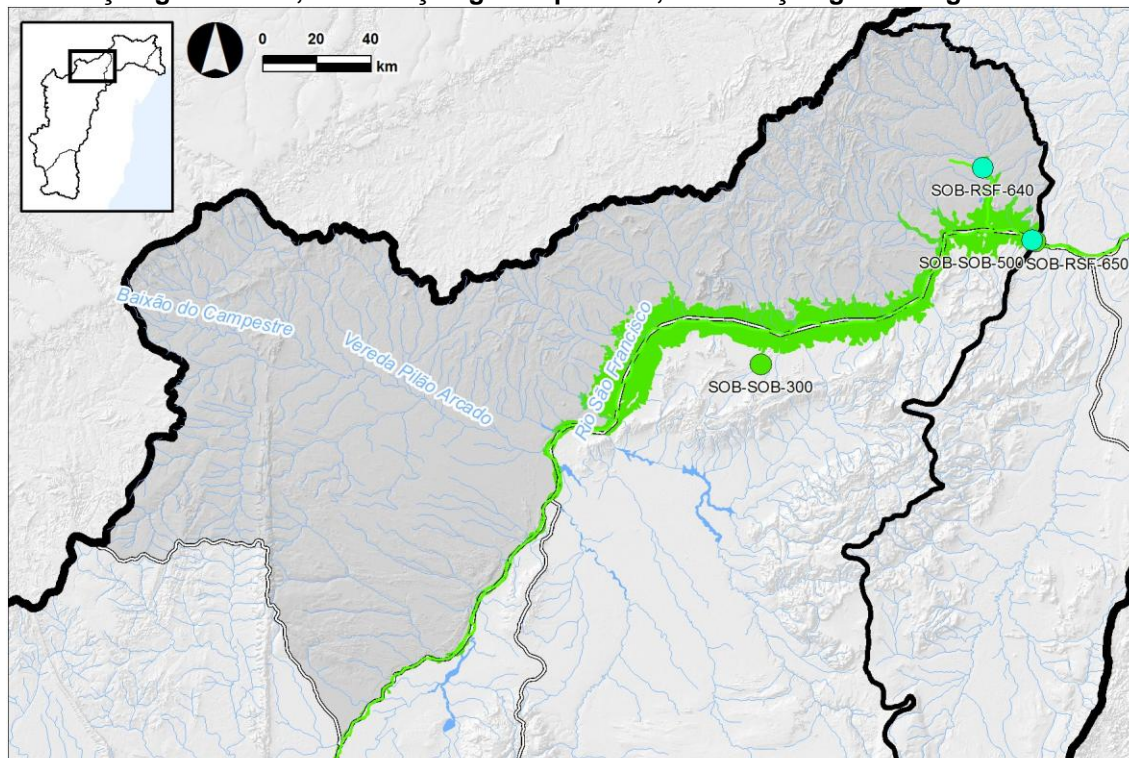 0 20 40
km
SOB-RSF-640
SOB-SOB-500
SOB-RSF-650
Baixão do Campestre
Vereda Pilão Arcado
Rio São Francisco
SOB-SOB-300